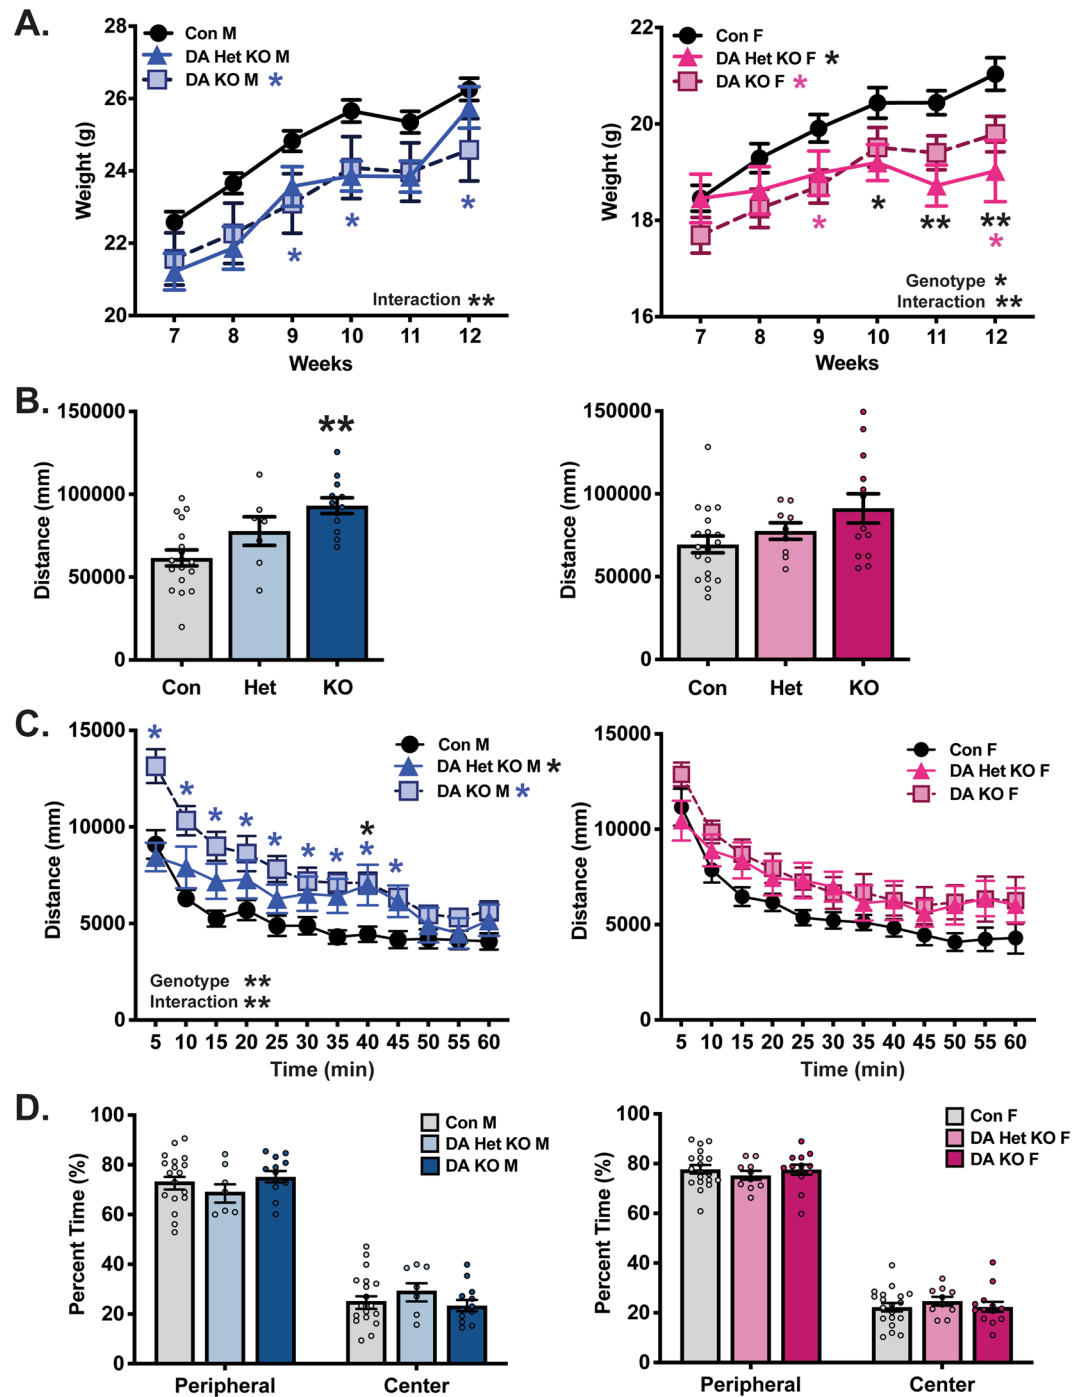 A.
28
26
24
22
20
Weight (g)
Con M
DA Het KO M
DA KO M *
*
*
*
Interaction **
7 8 9 10 11 12
Weeks
22
20
18
16
Weight (g)
Con F
DA Het KO F *
DA KO F *
*
*
**
**
*
Genotype *
Interaction **
7 8 9 10 11 12
Weeks
B.
150000
100000
50000
0
Distance (mm)
**
Con Het KO
150000
100000
50000
0
Distance (mm)
Con Het KO
C.
15000
10000
5000
0
Distance (mm)
Con M
DA Het KO M *
DA KO M *
* * * * * * * * * *
Genotype **
Interaction **
5 10 15 20 25 30 35 40 45 50 55 60
Time (min)
15000
10000
5000
0
Distance (mm)
Con F
DA Het KO F
DA KO F
5 10 15 20 25 30 35 40 45 50 55 60
Time (min)
D.
100
80
60
40
20
0
Percent Time (%)
Con M
DA Het KO M
DA KO M
Peripheral Center
100
80
60
40
20
0
Percent Time (%)
Con F
DA Het KO F
DA KO F
Peripheral Center